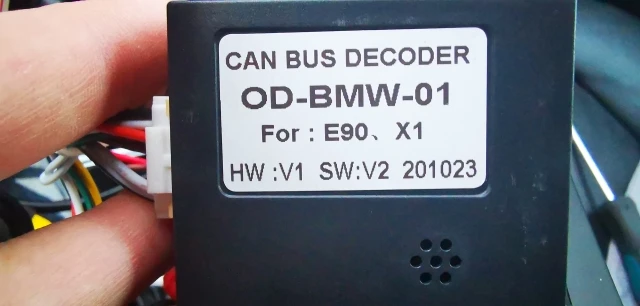 CAN BUS DECODER
OD-BMW-01
For : E90、X1
HW :V1 SW:V2 201023